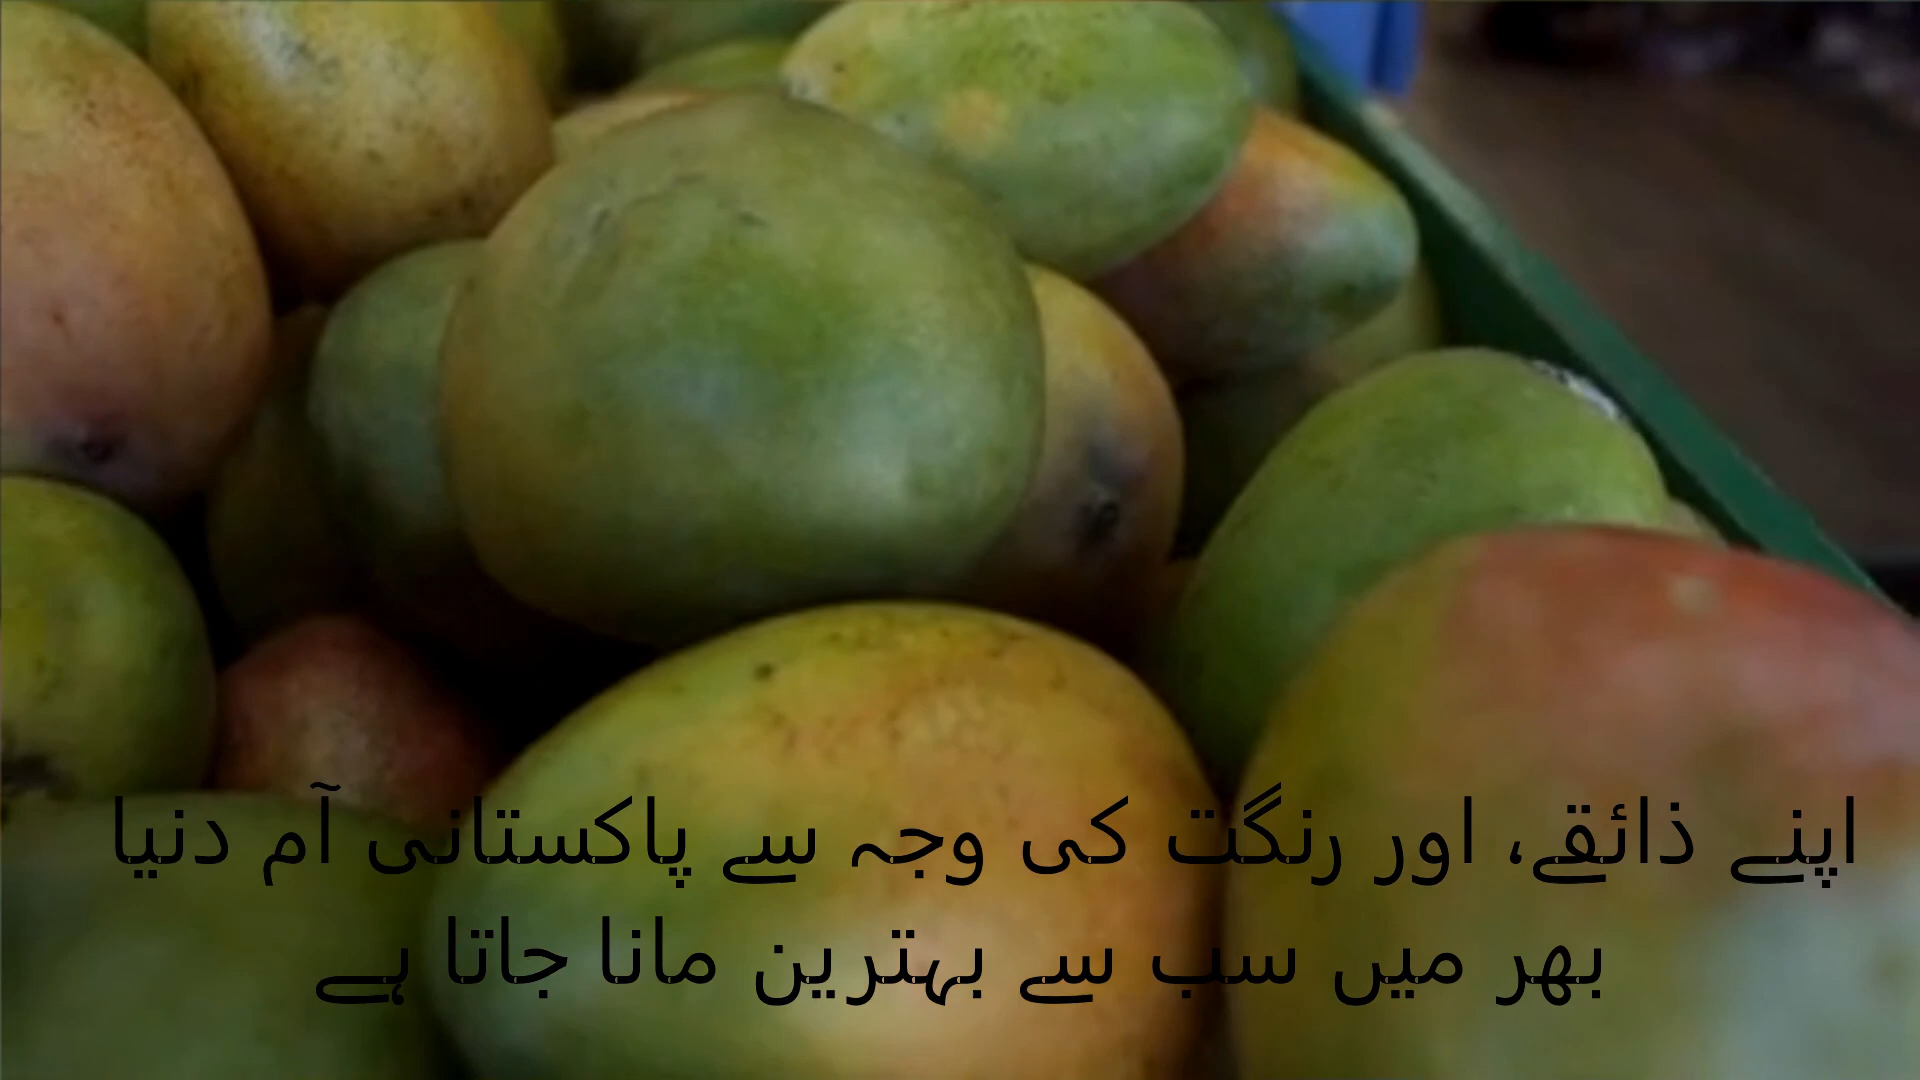 اپنے ذائقے، اور رنگت کی وجہ سے پاکستانی آم دنیا
بھر میں سب سے بہترین مانا جاتا ہے